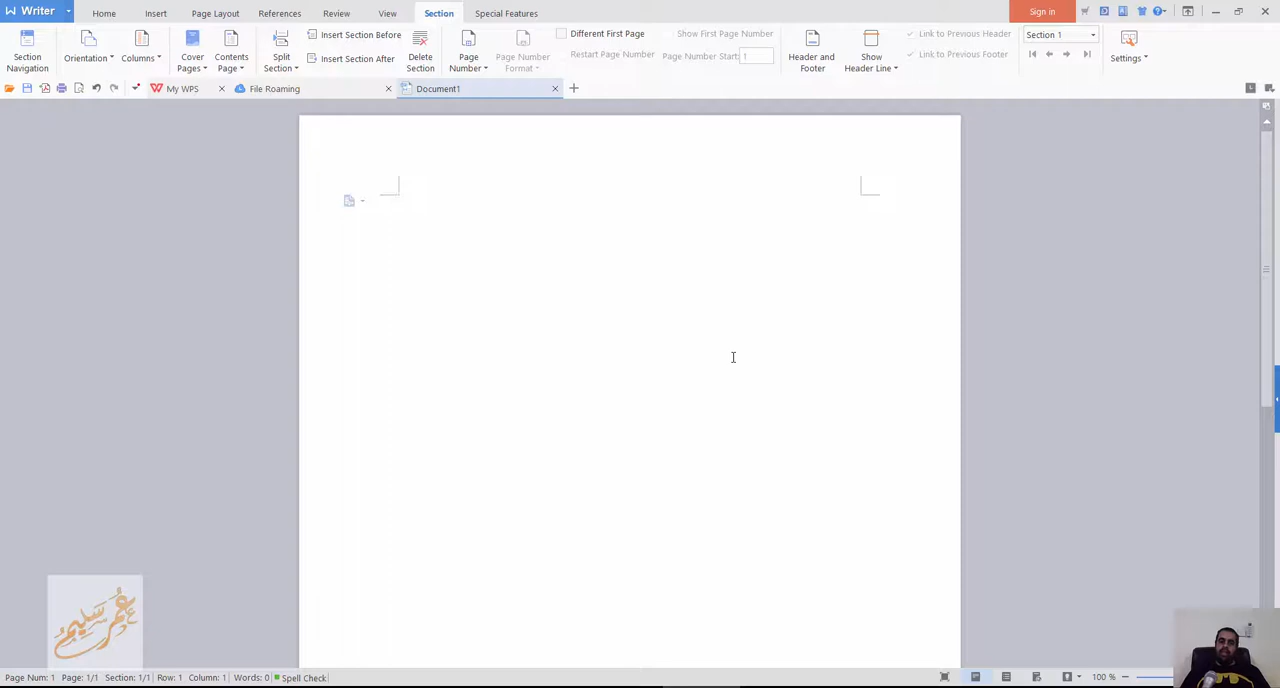 Writer
Home Insert Page Layout References Review View Section Special Features
Sign in
Section Navigation
Orientation
Columns
Cover Pages
Contents Page
Split Section
Insert Section Before
Insert Section After
Delete Section
Page Number
Page Number Format
Different First Page
Restart Page Number
Show First Page Number
Page Number Start: 1
Header and Footer
Show Header Line
Link to Previous Header
Link to Previous Footer
Section 1
Settings
My WPS
File Roaming
Document1
عمر سليم
Page Num: 1 Page: 1/1 Section: 1/1 Row: 1 Column: 1 Words: 0 Spell Check
100 %